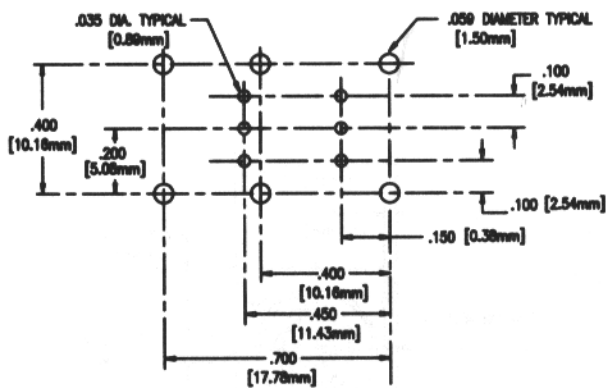 .035 DIA. TYPICAL
[0.89mm]
.059 DIAMETER TYPICAL
[1.50mm]
.100
[2.54mm]
.400
[10.16mm]
.200
[5.08mm]
.100 [2.54mm]
.150 [0.38mm]
.400
[10.16mm]
.450
[11.43mm]
.700
[17.78mm]